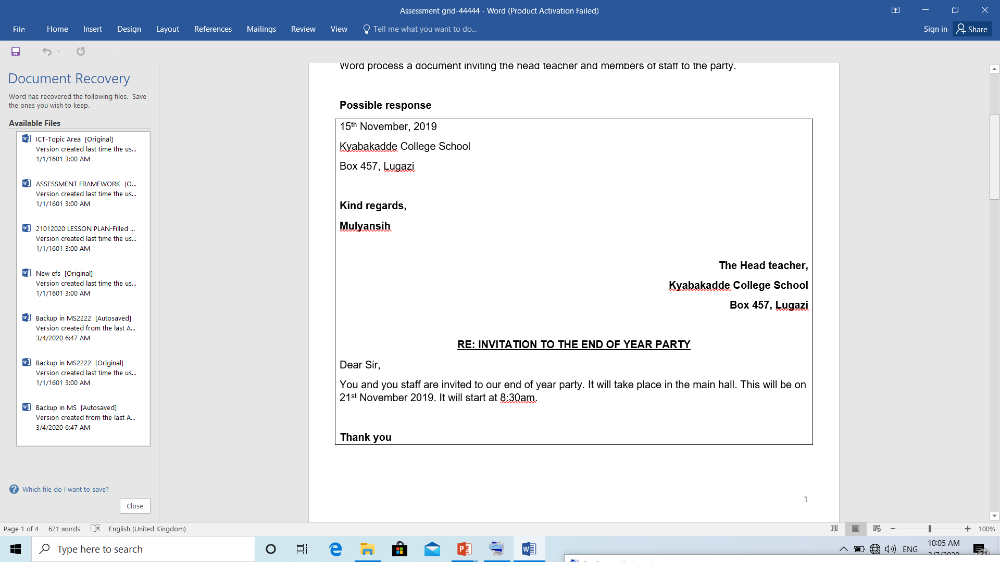 Assessment grid-44444 - Word (Product Activation Failed)
File Home Insert Design Layout References Mailings Review View Tell me what you want to do... Sign in Share
Document Recovery
Word has recovered the following files. Save
the ones you wish to keep.
Available Files
ICT-Topic Area [Original]
Version created last time the us...
1/1/1601 3:00 AM
ASSESSMENT FRAMEWORK [O...
Version created last time the us...
1/1/1601 3:00 AM
21012020 LESSON PLAN-Filled ...
Version created last time the us...
1/1/1601 3:00 AM
New efs [Original]
Version created last time the us...
1/1/1601 3:00 AM
Backup in MS2222 [Autosaved]
Version created from the last A...
3/4/2020 6:47 AM
Backup in MS2222 [Original]
Version created last time the us...
1/1/1601 3:00 AM
Backup in MS [Autosaved]
Version created from the last A...
3/4/2020 6:47 AM
Which file do I want to save?
Close
Word process a document inviting the head teacher and members of staff to the party.
Possible response
15th November, 2019
Kyabakadde College School
Box 457, Lugazi
Kind regards,
Mulyansih
The Head teacher,
Kyabakadde College School
Box 457, Lugazi
RE: INVITATION TO THE END OF YEAR PARTY
Dear Sir,
You and you staff are invited to our end of year party. It will take place in the main hall. This will be on
21st November 2019. It will start at 8:30am.
Thank you
1
Page 1 of 4 621 words English (United Kingdom) 100%
Type here to search
ENG
10:05 AM
21